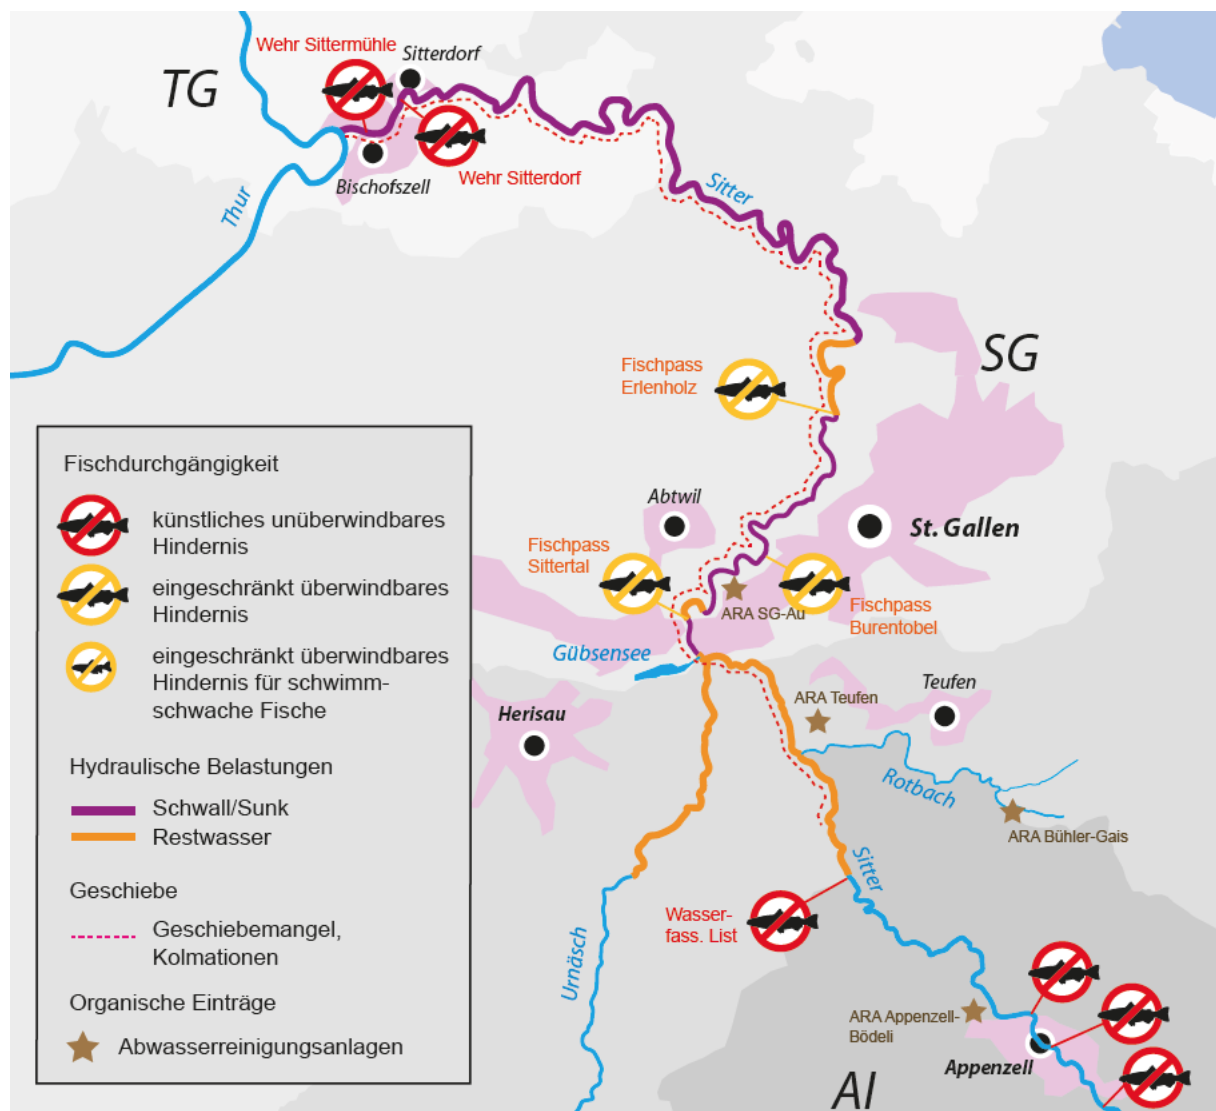 Wehr Sittermühle
Sitterdorf
TG
Bischofszell
Wehr Sitterdorf
Thur
Sitter
SG
Fischpass
Erlenholz
Abtwil
St. Gallen
Fischpass
Sittertal
ARA SG-Au
Fischpass
Burentobel
Gübsensee
Herisau
ARA Teufen
Teufen
Rotbach
ARA Bühler-Gais
Sitter
Wasser-
fass. List
Urnäsch
ARA Appenzell-
Bödeli
Appenzell
AI
Fischdurchgängigkeit
künstliches unüberwindbares
Hindernis
eingeschränkt überwindbares
Hindernis
eingeschränkt überwindbares
Hindernis für schwimm-
schwache Fische
Hydraulische Belastungen
Schwall/Sunk
Restwasser
Geschiebe
Geschiebemangel,
Kolmationen
Organische Einträge
Abwasserreinigungsanlagen